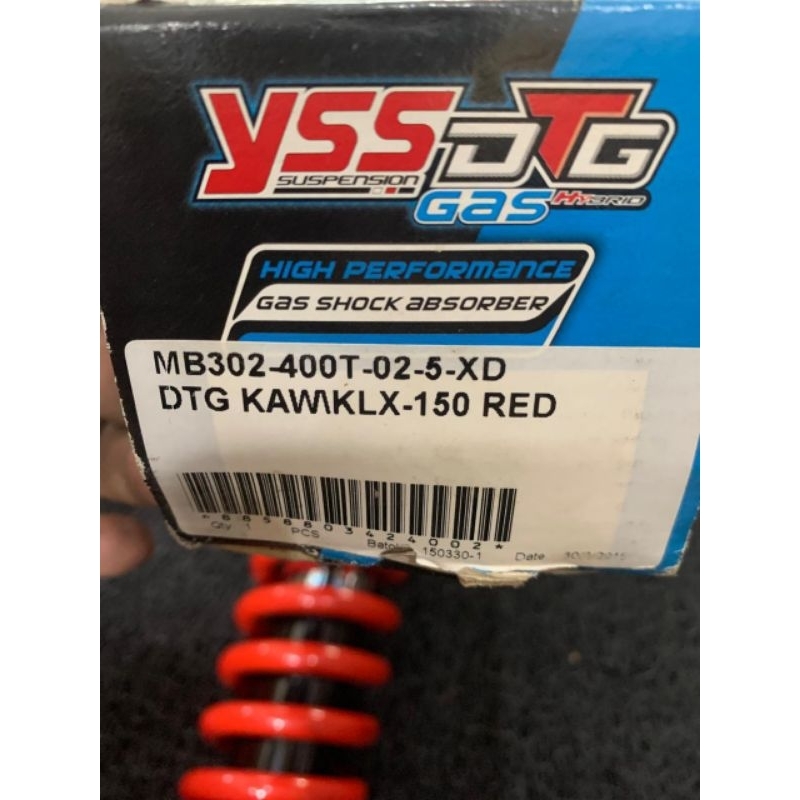 YSS DTG
SUSPENSION
Gas HYBRID
HIGH PERFORMANCE
Gas SHOCK ABSORBER
MB302-400T-02-5-XD
DTG KAW\KLX-150 RED
*6858803424002*
Qty 1 PCS 150330-1 Date